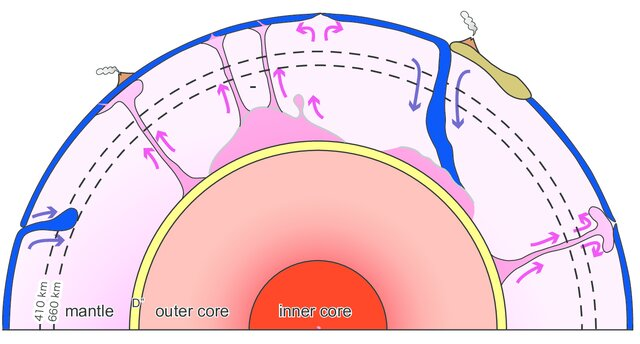 410 km
660 km
mantle
D"
outer core
inner core